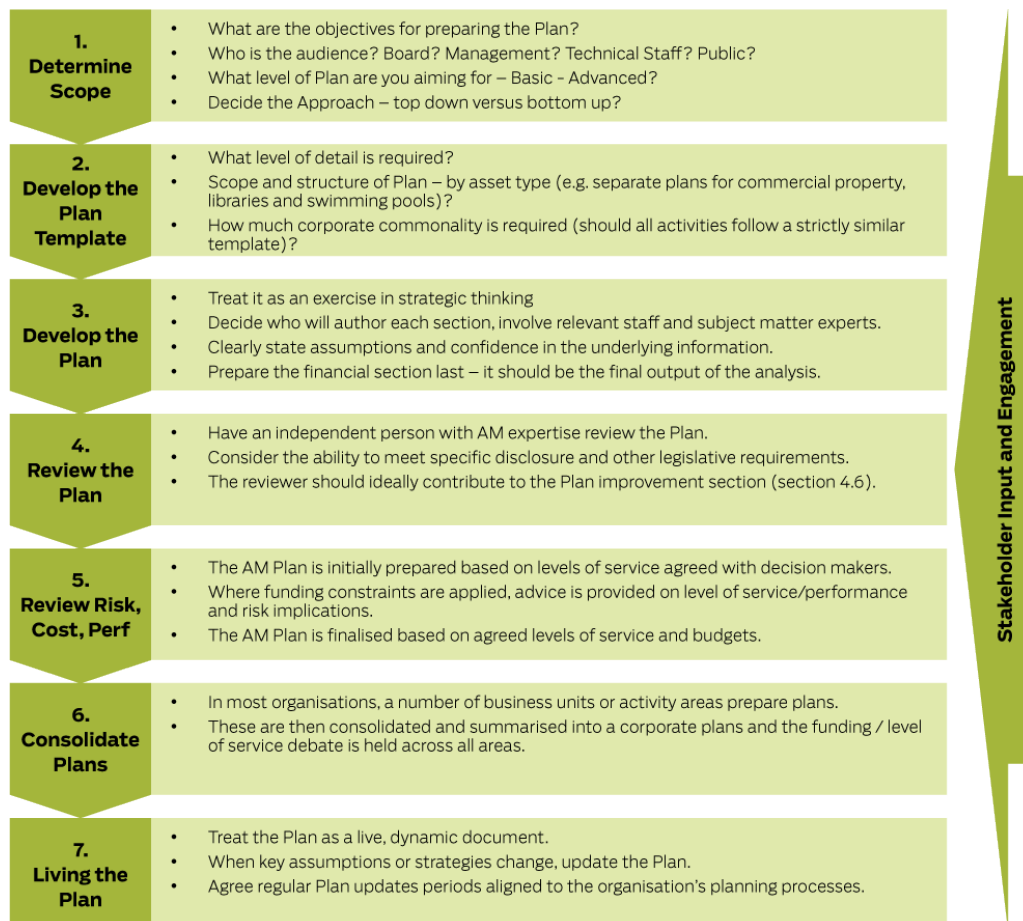 1.
Determine
Scope
• What are the objectives for preparing the Plan?
• Who is the audience? Board? Management? Technical Staff? Public?
• What level of Plan are you aiming for – Basic - Advanced?
• Decide the Approach – top down versus bottom up?
2.
Develop the
Plan
Template
• What level of detail is required?
• Scope and structure of Plan – by asset type (e.g. separate plans for commercial property,
libraries and swimming pools)?
• How much corporate commonality is required (should all activities follow a strictly similar
template)?
3.
Develop the
Plan
• Treat it as an exercise in strategic thinking
• Decide who will author each section, involve relevant staff and subject matter experts.
• Clearly state assumptions and confidence in the underlying information.
• Prepare the financial section last – it should be the final output of the analysis.
4.
Review the
Plan
• Have an independent person with AM expertise review the Plan.
• Consider the ability to meet specific disclosure and other legislative requirements.
• The reviewer should ideally contribute to the Plan improvement section (section 4.6).
5.
Review Risk,
Cost, Perf
• The AM Plan is initially prepared based on levels of service agreed with decision makers.
• Where funding constraints are applied, advice is provided on level of service/performance
and risk implications.
• The AM Plan is finalised based on agreed levels of service and budgets.
6.
Consolidate
Plans
• In most organisations, a number of business units or activity areas prepare plans.
• These are then consolidated and summarised into a corporate plans and the funding / level
of service debate is held across all areas.
7.
Living the
Plan
• Treat the Plan as a live, dynamic document.
• When key assumptions or strategies change, update the Plan.
• Agree regular Plan updates periods aligned to the organisation's planning processes.
Stakeholder Input and Engagement